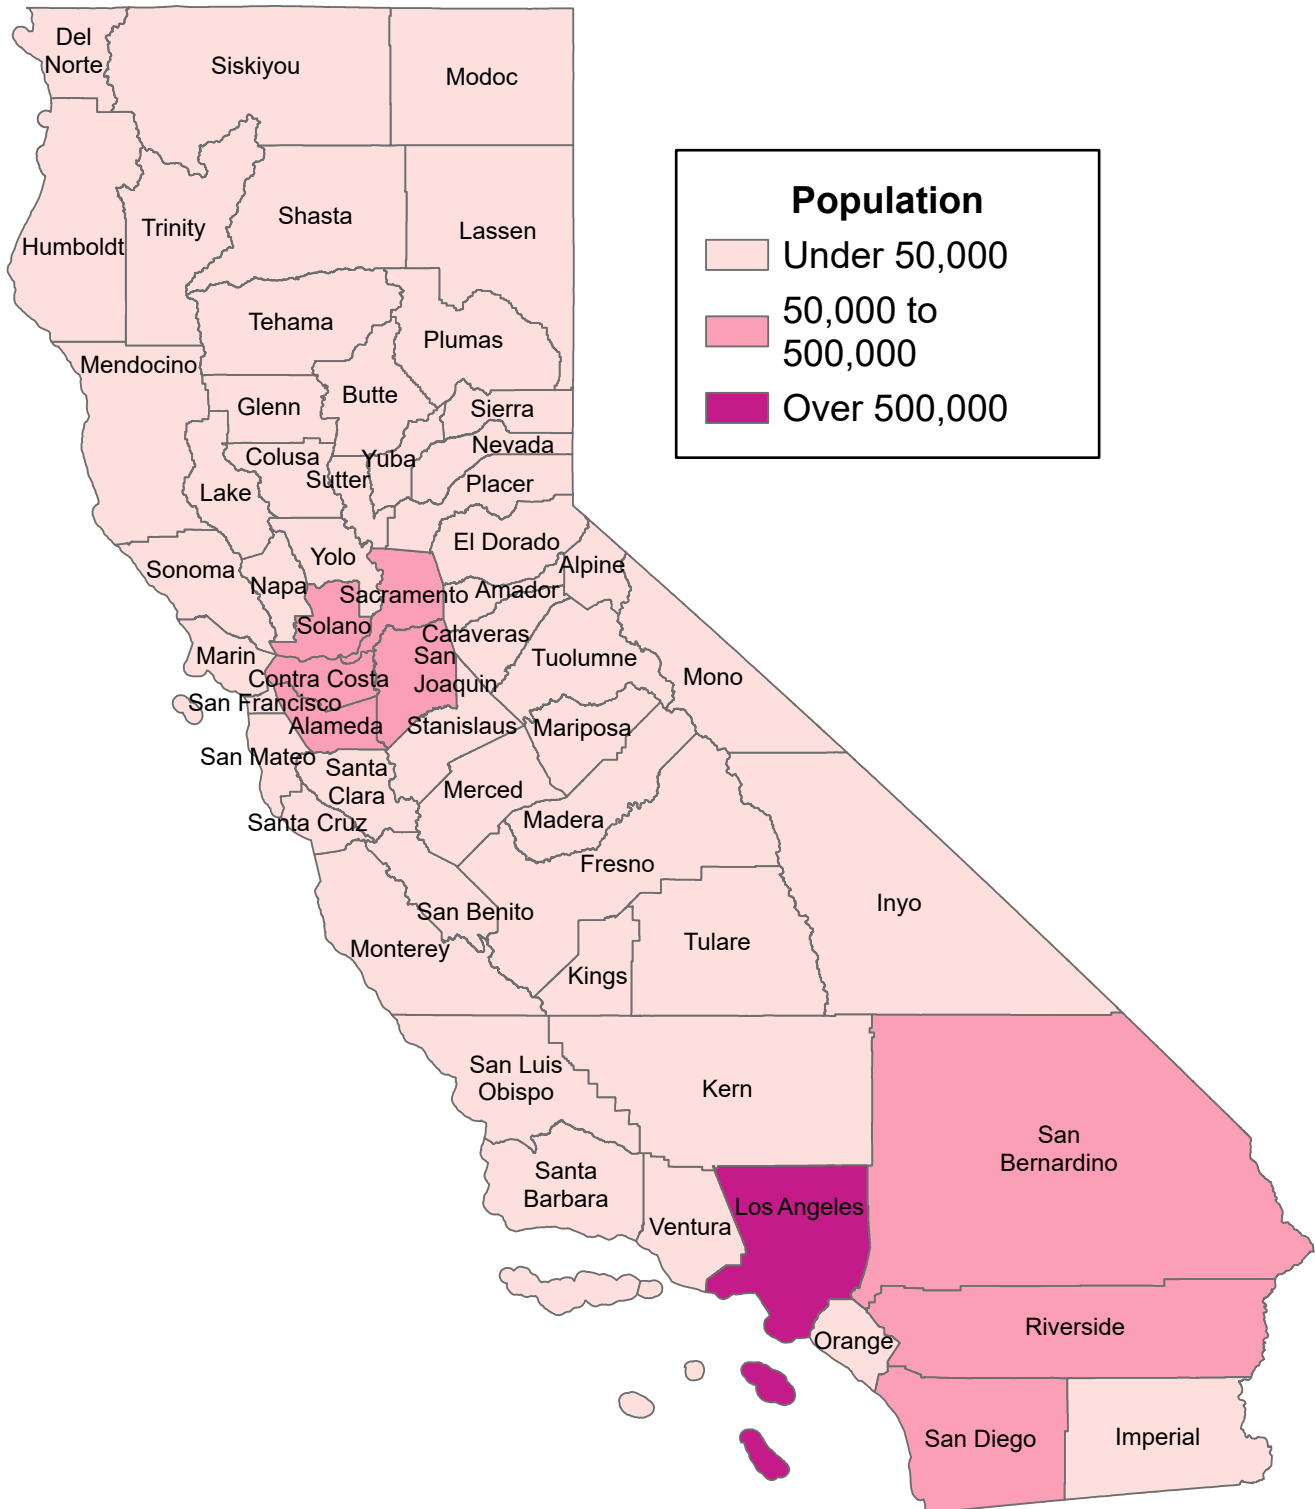 Del
Norte
Siskiyou
Modoc
Humboldt
Trinity
Shasta
Lassen
Population
Under 50,000
50,000 to
500,000
Over 500,000
Tehama
Plumas
Mendocino
Glenn
Butte
Sierra
Colusa
Sutter
Yuba
Nevada
Placer
Lake
Sonoma
Napa
Yolo
El Dorado
Alpine
Sacramento
Amador
Solano
Calaveras
Marin
Contra Costa
San
Joaquin
Tuolumne
Mono
San Francisco
Alameda
Stanislaus
Mariposa
San Mateo
Santa
Clara
Merced
Santa Cruz
Madera
Fresno
San Benito
Monterey
Kings
Tulare
Inyo
San Luis
Obispo
Kern
San
Bernardino
Santa
Barbara
Ventura
Los Angeles
Orange
Riverside
San Diego
Imperial